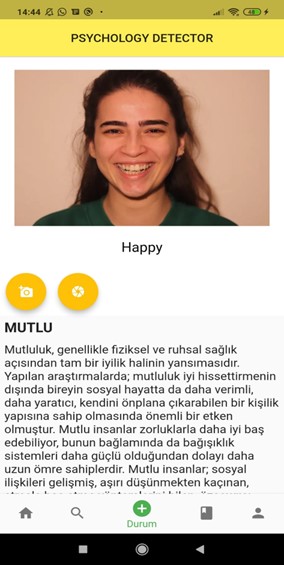 14:44
48
PSYCHOLOGY DETECTOR
Happy
MUTLU
Mutluluk, genellikle fiziksel ve ruhsal sağlık
açısından tam bir iyilik halinin yansımasıdır.
Yapılan araştırmalarda; mutluluk iyi hissettirmenin
dışında bireyin sosyal hayatta da daha verimli,
daha yaratıcı, kendini önplana çıkarabilen bir kişilik
yapısına sahip olmasında önemli bir etken
olmuştur. Mutlu insanlar zorluklarla daha iyi baş
edebiliyor, bunun bağlamında da bağışıklık
sistemleri daha güçlü olduğundan dolayı daha
uzun ömre sahiplerdir. Mutlu insanlar; sosyal
ilişkileri gelişmiş, aşırı düşünmekten kaçınan,
Durum